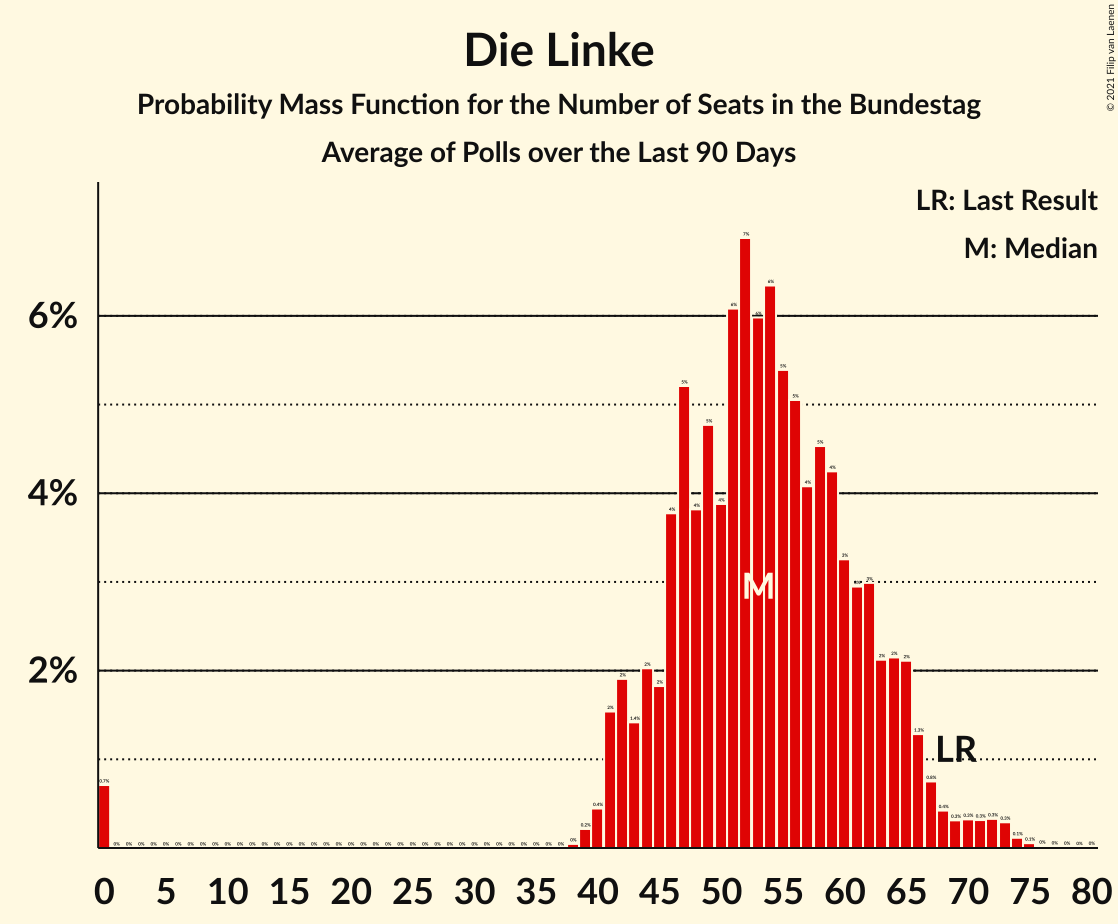 Die Linke
Probability Mass Function for the Number of Seats in the Bundestag
Average of Polls over the Last 90 Days
© 2021 Filip van Laenen
LR: Last Result
M: Median
6%
4%
2%
M
LR
0 5 10 15 20 25 30 35 40 45 50 55 60 65 70 75 80